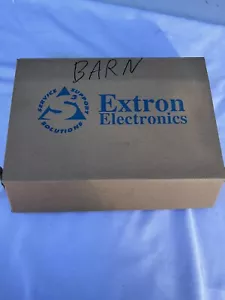 BARN
SERVICE SUPPORT SOLUTIONS
Extron
Electronics